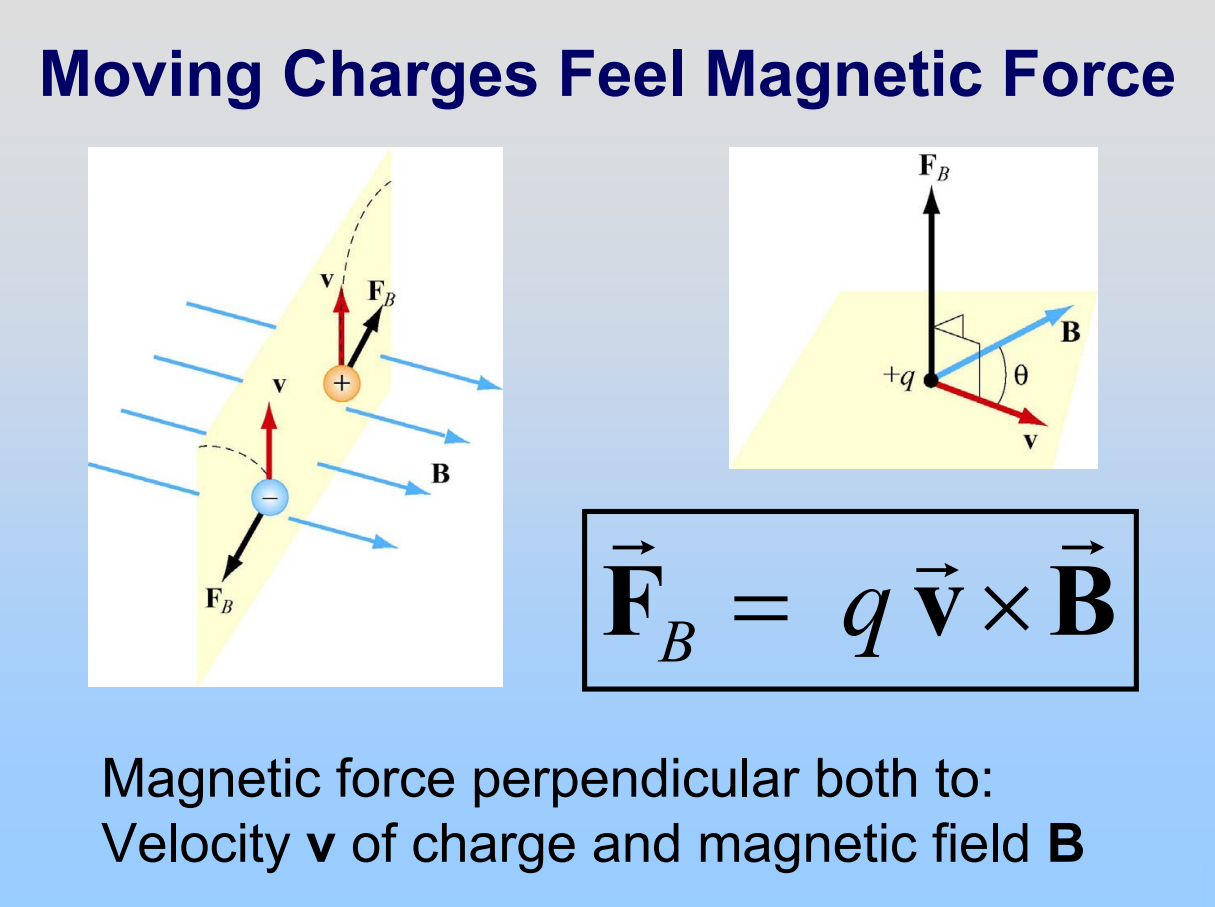 Moving Charges Feel Magnetic Force
v
F_B
+
v
−
B
F_B
F_B
B
+q
θ
v
F⃗_B = q v⃗ × B⃗
Magnetic force perpendicular both to:
Velocity v of charge and magnetic field B